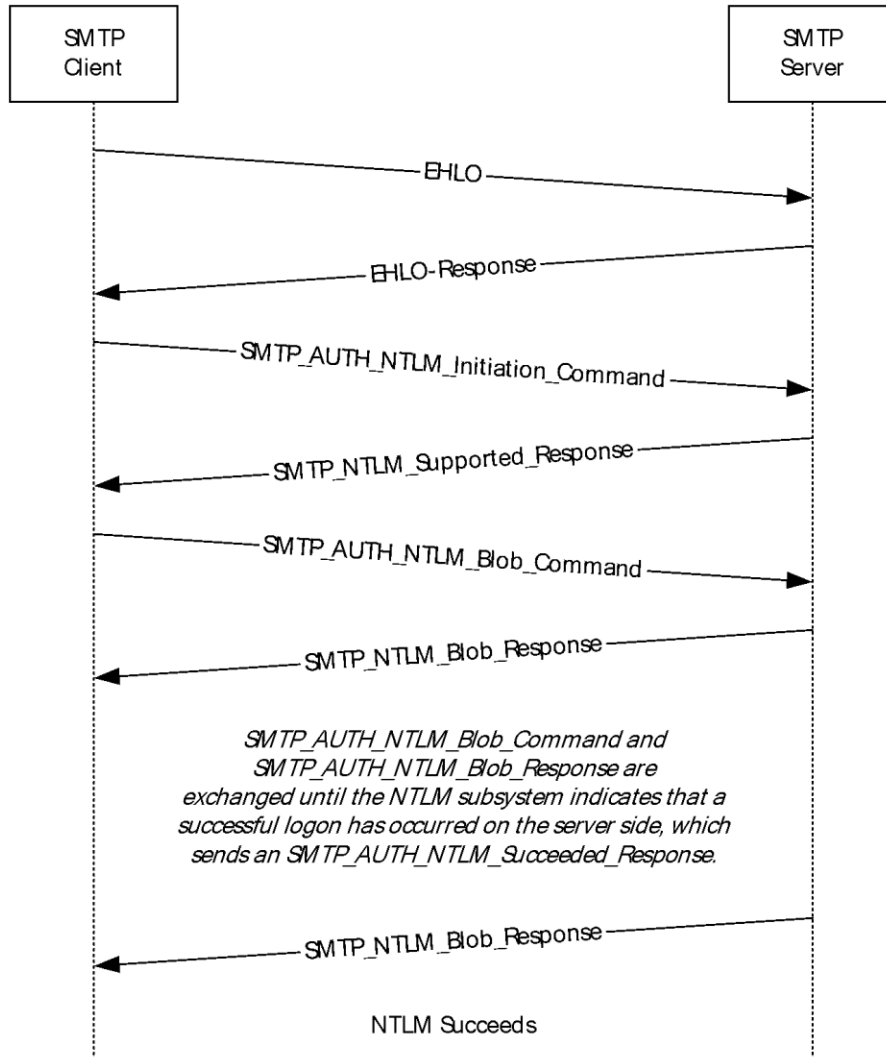 SMTP
Client
SMTP
Server
EHLO
EHLO-Response
SMTP_AUTH_NTLM_Initiation_Command
SMTP_NTLM_Supported_Response
SMTP_AUTH_NTLM_Blob_Command
SMTP_NTLM_Blob_Response
SMTP_AUTH_NTLM_Blob_Command and
SMTP_AUTH_NTLM_Blob_Response are
exchanged until the NTLM subsystem indicates that a
successful logon has occurred on the server side, which
sends an SMTP_AUTH_NTLM_Succeeded_Response.
SMTP_NTLM_Blob_Response
NTLM Succeeds